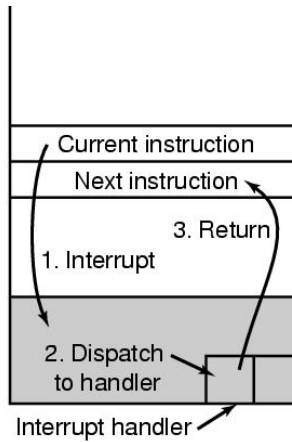 Current instruction
Next instruction
3. Return
1. Interrupt
2. Dispatch
to handler
Interrupt handler